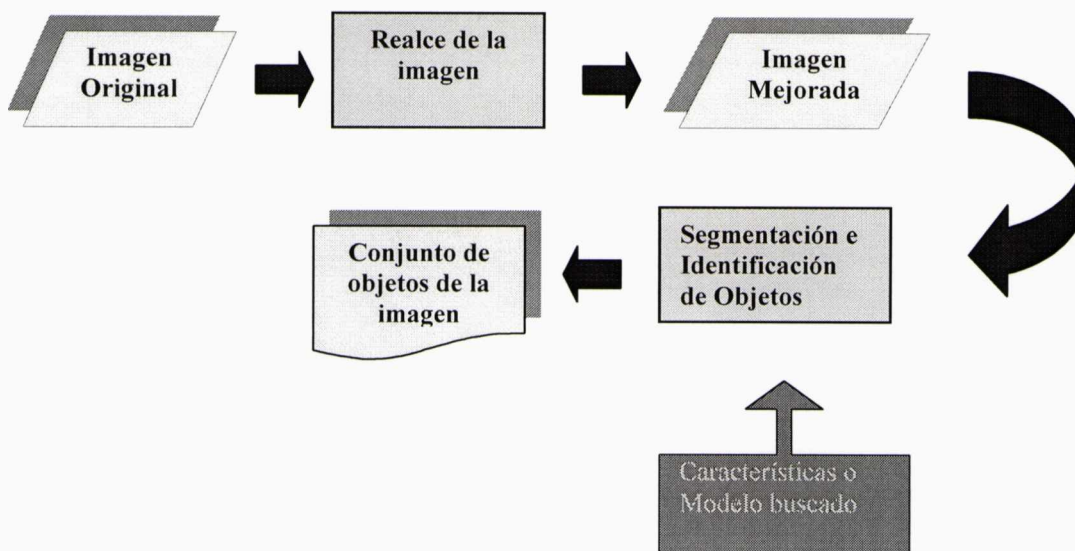 Imagen
Original
Realce de la
imagen
Imagen
Mejorada
Segmentación e
Identificación
de Objetos
Conjunto de
objetos de la
imagen
Características o
Modelo buscado